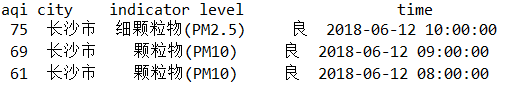 aqi city indicator level time
75 长沙市 细颗粒物(PM2.5) 良 2018-06-12 10:00:00
69 长沙市 颗粒物(PM10) 良 2018-06-12 09:00:00
61 长沙市 颗粒物(PM10) 良 2018-06-12 08:00:00